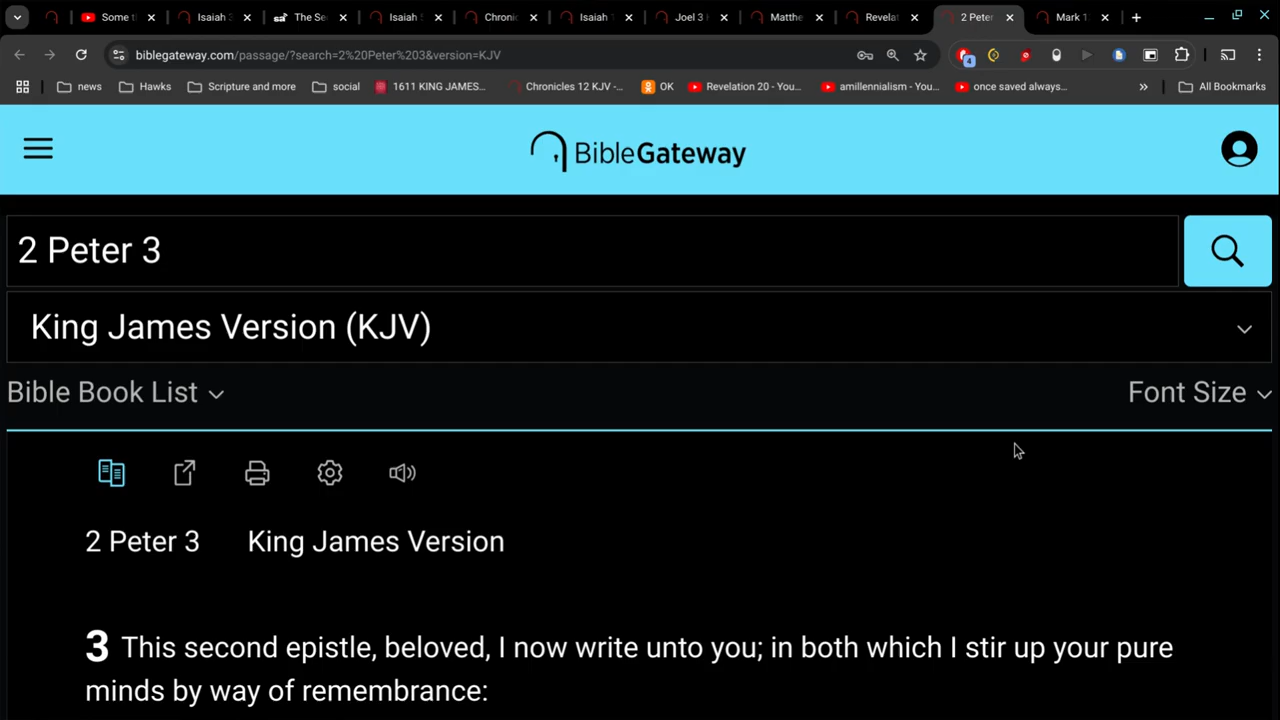 Some t
Isaiah 3
The Se
Isaiah 5
Chronic
Isaiah 1
Joel 3 K
Matthe
Revelat
2 Peter
Mark 1
biblegateway.com/passage/?search=2%20Peter%203&version=KJV
4
news
Hawks
Scripture and more
social
1611 KING JAMES...
Chronicles 12 KJV -...
OK
Revelation 20 - You...
amillennialism - You...
once saved always...
»
All Bookmarks
BibleGateway
2 Peter 3
King James Version (KJV)
Bible Book List
Font Size
2 Peter 3 King James Version
3 This second epistle, beloved, I now write unto you; in both which I stir up your pure
minds by way of remembrance: